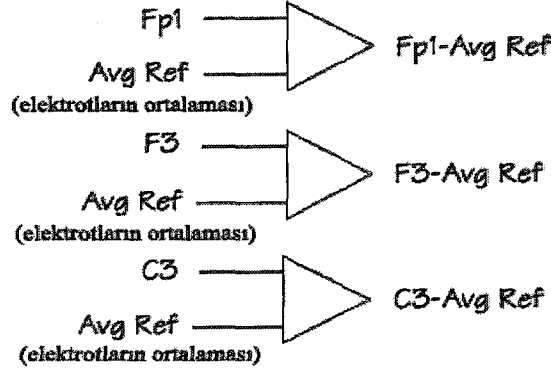 Fp1
Fp1-Avg Ref
Avg Ref
(elektrotların ortalaması)
F3
F3-Avg Ref
Avg Ref
(elektrotların ortalaması)
C3
C3-Avg Ref
Avg Ref
(elektrotların ortalaması)